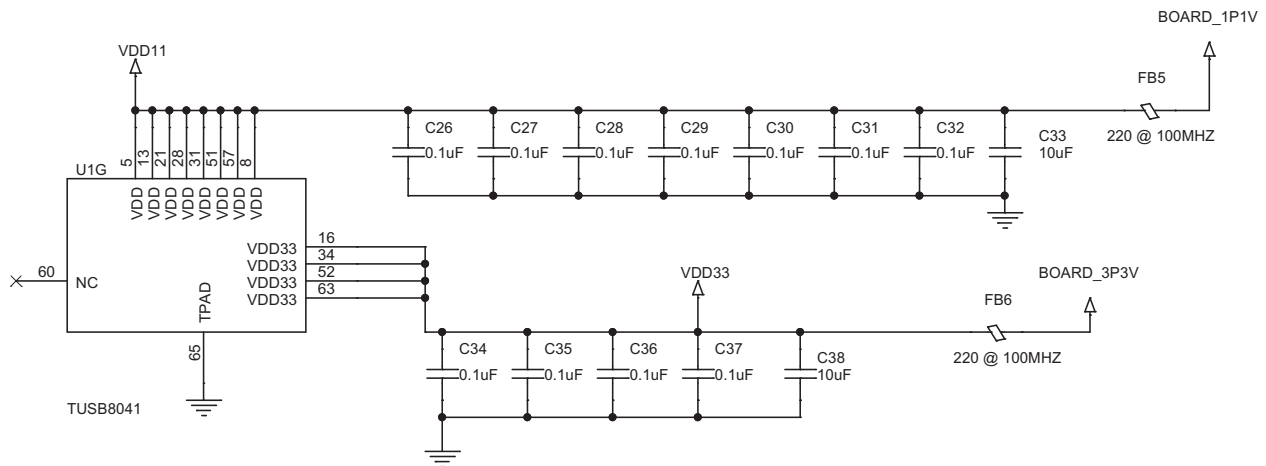 BOARD_1P1V
VDD11
FB5
220 @ 100MHZ
C26
0.1uF
C27
0.1uF
C28
0.1uF
C29
0.1uF
C30
0.1uF
C31
0.1uF
C32
0.1uF
C33
10uF
U1G
5
13
21
28
31
51
57
8
VDD
VDD
VDD
VDD
VDD
VDD
VDD
VDD
VDD33 16
VDD33 34
VDD33 52
VDD33 63
60
NC
TPAD
65
TUSB8041
VDD33
BOARD_3P3V
FB6
220 @ 100MHZ
C34
0.1uF
C35
0.1uF
C36
0.1uF
C37
0.1uF
C38
10uF